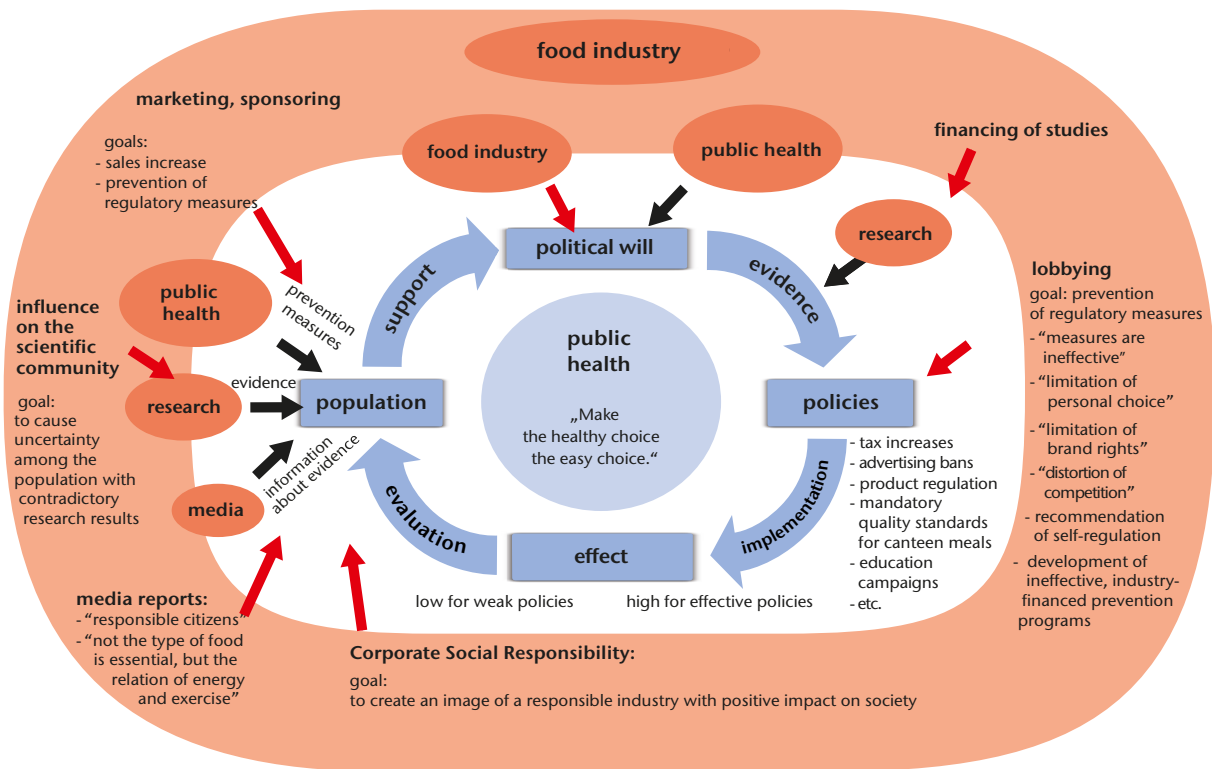 food industry
marketing, sponsoring
goals:
- sales increase
- prevention of
regulatory measures
food industry
public health
financing of studies
research
political will
support
evidence
public
health
prevention
measures
influence
on the
scientific
community
research
evidence
goal:
to cause
uncertainty
among the
population with
contradictory
research results
population
public
health
„Make
the healthy choice
the easy choice.“
policies
- tax increases
- advertising bans
- product regulation
- mandatory
quality standards
for canteen meals
- education
campaigns
- etc.
lobbying
goal: prevention
of regulatory measures
- “measures are
ineffective”
- “limitation of
personal choice”
- “limitation of
brand rights”
- “distortion of
competition”
- recommendation
of self-regulation
- development of
ineffective, industry-
financed prevention
programs
media
information
about evidence
evaluation
effect
implementation
low for weak policies
high for effective policies
media reports:
- “responsible citizens”
- “not the type of food
is essential, but the
relation of energy
and exercise”
Corporate Social Responsibility:
goal:
to create an image of a responsible industry with positive impact on society